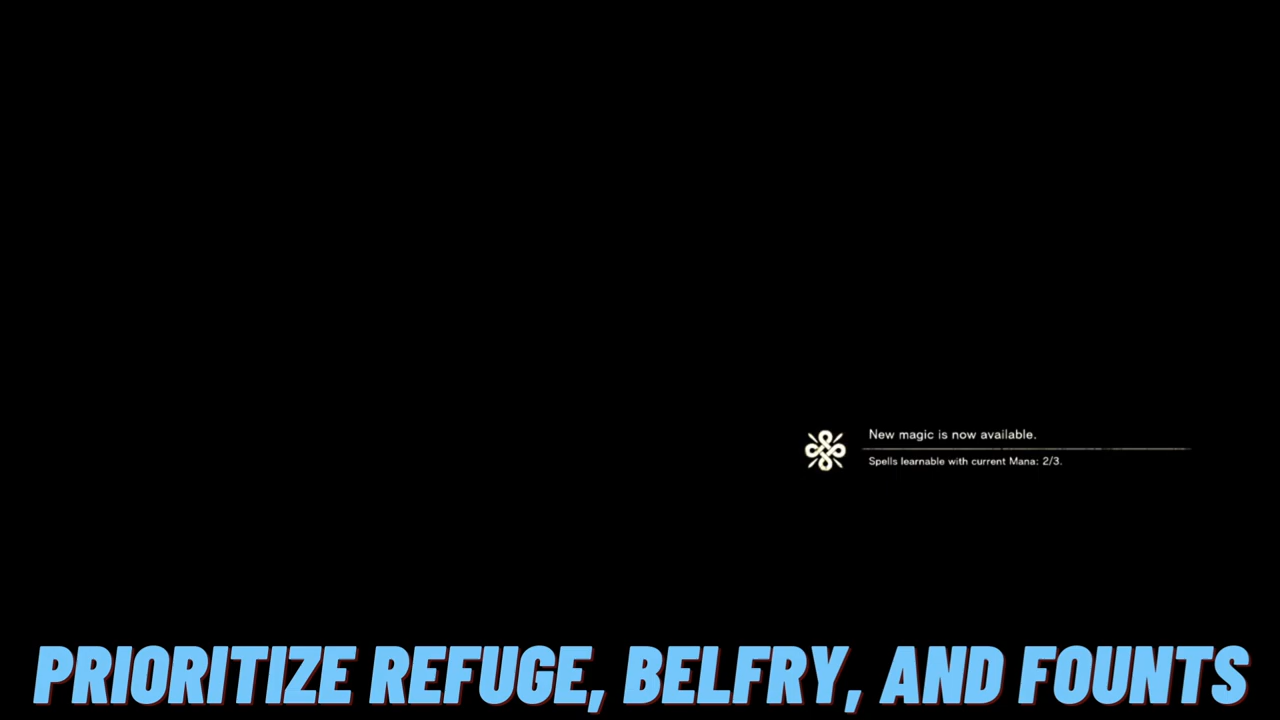 New magic is now available.
Spells learnable with current Mana: 2/3.
PRIORITIZE REFUGE, BELFRY, AND FOUNTS